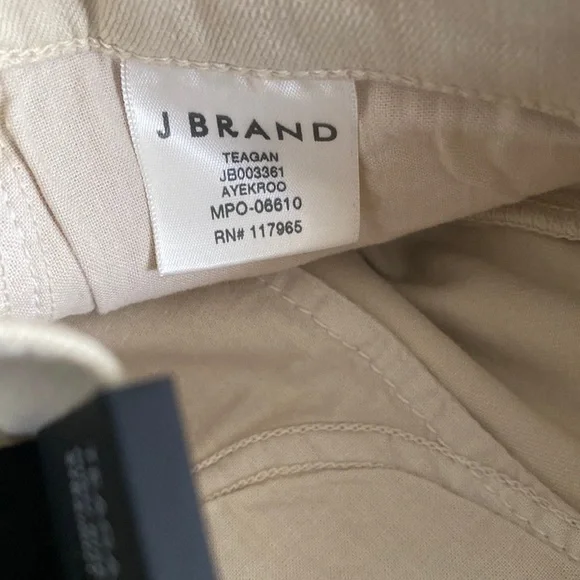 J BRAND
TEAGAN
JB003361
AYEKROO
MPO-06610
RN# 117965